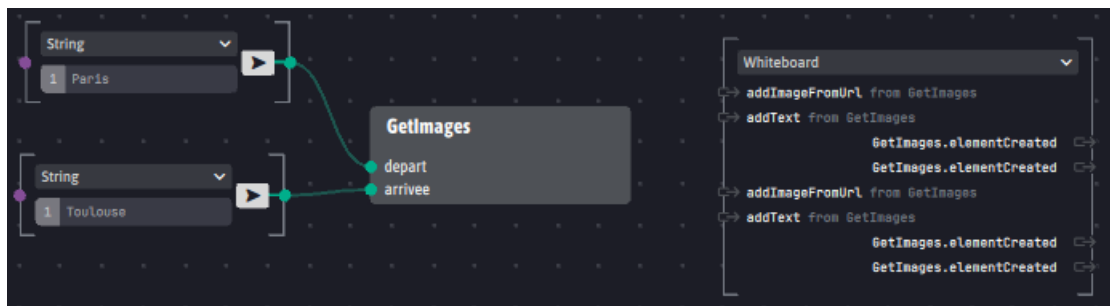 String
1 Paris
String
1 Toulouse
GetImages
depart
arrivee
Whiteboard
addImageFromUrl from GetImages
addText from GetImages
GetImages.elementCreated
GetImages.elementCreated
addImageFromUrl from GetImages
addText from GetImages
GetImages.elementCreated
GetImages.elementCreated